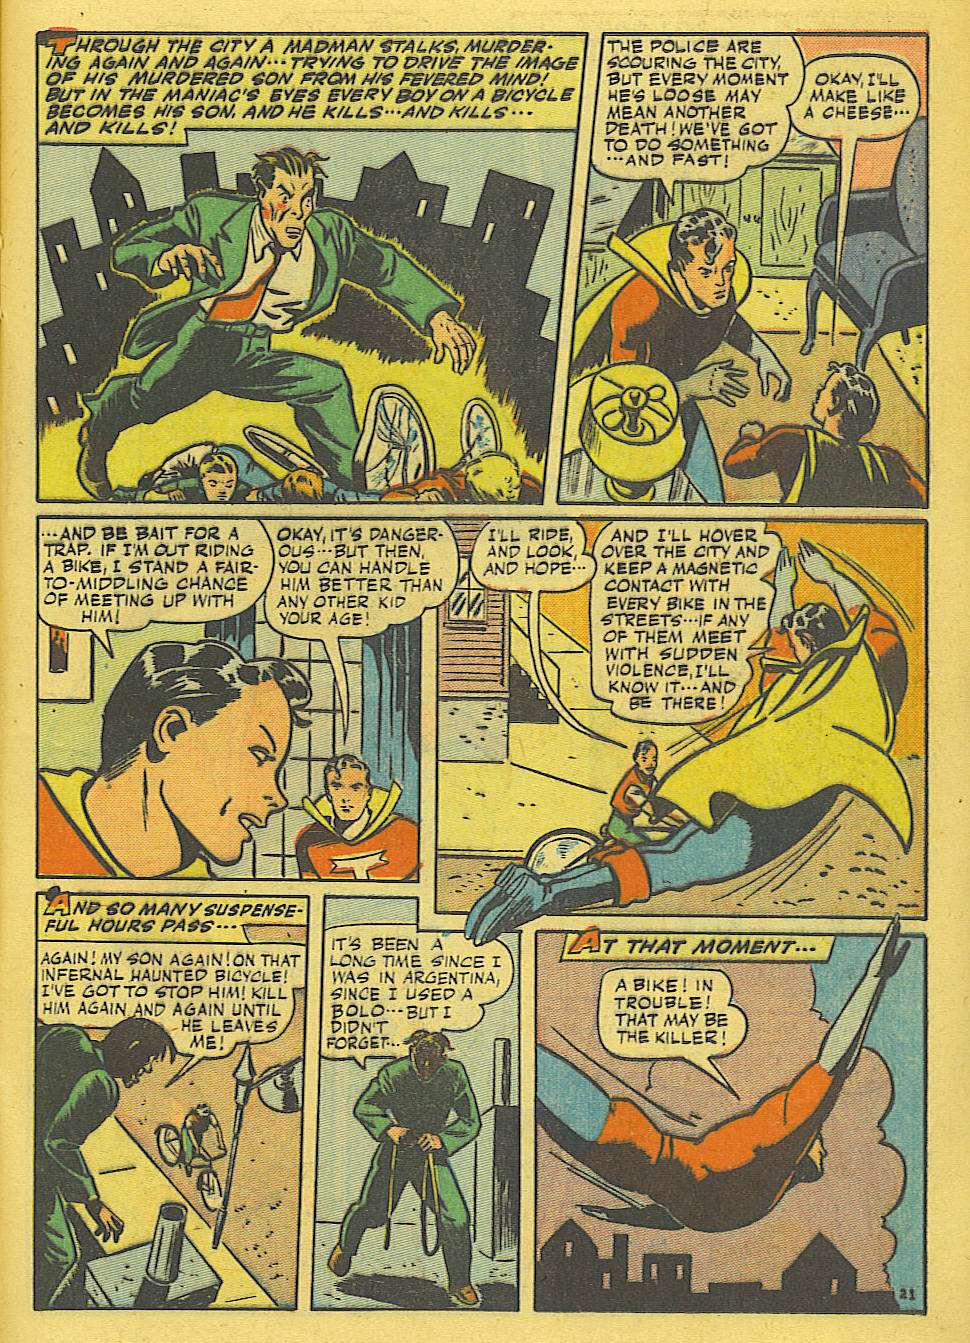 THROUGH THE CITY A MADMAN STALKS, MURDER-
ING AGAIN AND AGAIN... TRYING TO DRIVE THE IMAGE
OF HIS MURDERED SON FROM HIS FEVERED MIND!
BUT IN THE MANIAC'S EYES EVERY BOY ON A BICYCLE
BECOMES HIS SON, AND HE KILLS...AND KILLS...
AND KILLS!
THE POLICE ARE
SCOURING THE CITY,
BUT EVERY MOMENT
HE'S LOOSE MAY
MEAN ANOTHER
DEATH! WE'VE GOT
TO DO SOMETHING
...AND FAST!
OKAY, I'LL
MAKE LIKE
A CHEESE...
...AND BE BAIT FOR A
TRAP. IF I'M OUT RIDING
A BIKE, I STAND A FAIR-
TO-MIDDLING CHANCE
OF MEETING UP WITH
HIM!
OKAY, IT'S DANGER-
OUS...BUT THEN,
YOU CAN HANDLE
HIM BETTER THAN
ANY OTHER KID
YOUR AGE!
T
I'LL RIDE,
AND LOOK,
AND HOPE...
AND I'LL HOVER
OVER THE CITY AND
KEEP A MAGNETIC
CONTACT WITH
EVERY BIKE IN THE
STREETS...IF ANY
OF THEM MEET
WITH SUDDEN
VIOLENCE, I'LL
KNOW IT...AND
BE THERE!
AND SO MANY SUSPENSE-
FUL HOURS PASS...
AGAIN! MY SON AGAIN! ON THAT
INFERNAL HAUNTED BICYCLE!
I'VE GOT TO STOP HIM! KILL
HIM AGAIN AND AGAIN UNTIL
HE LEAVES
ME!
IT'S BEEN A
LONG TIME SINCE I
WAS IN ARGENTINA,
SINCE I USED A
BOLO...BUT I
DIDN'T
FORGET...
AT THAT MOMENT...
A BIKE! IN
TROUBLE!
THAT MAY BE
THE KILLER!
21